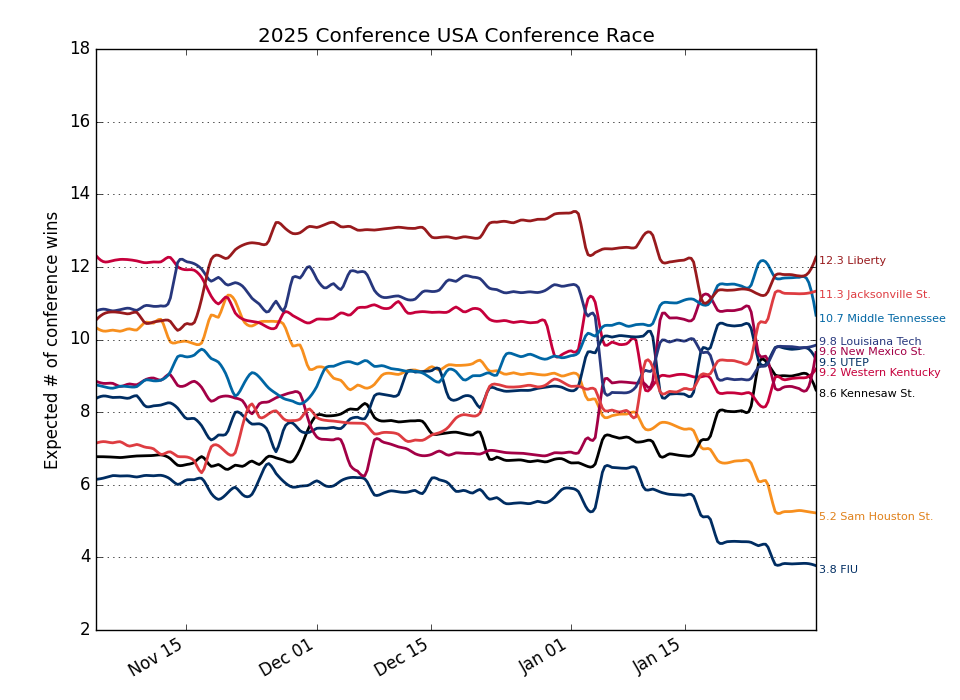 2025 Conference USA Conference Race
18
16
14
12
10
8
6
4
2
Expected # of conference wins
12.3 Liberty
11.3 Jacksonville St.
10.7 Middle Tennessee
9.8 Louisiana Tech
9.6 New Mexico St.
9.5 UTEP
9.2 Western Kentucky
8.6 Kennesaw St.
5.2 Sam Houston St.
3.8 FIU
Nov 15
Dec 01
Dec 15
Jan 01
Jan 15